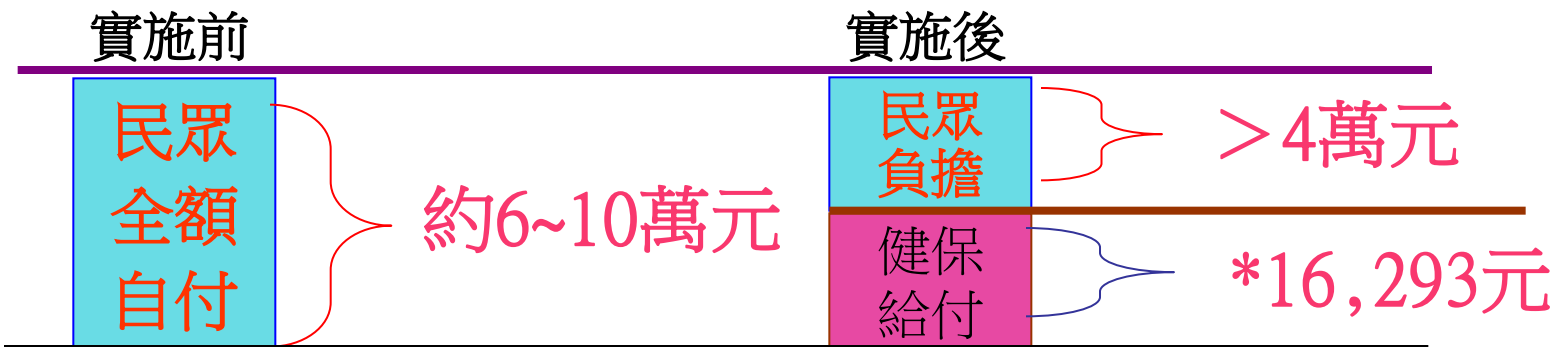 實施前
民眾
全額
自付
約6~10萬元
實施後
民眾
負擔
＞4萬元
健保
給付
*16,293元